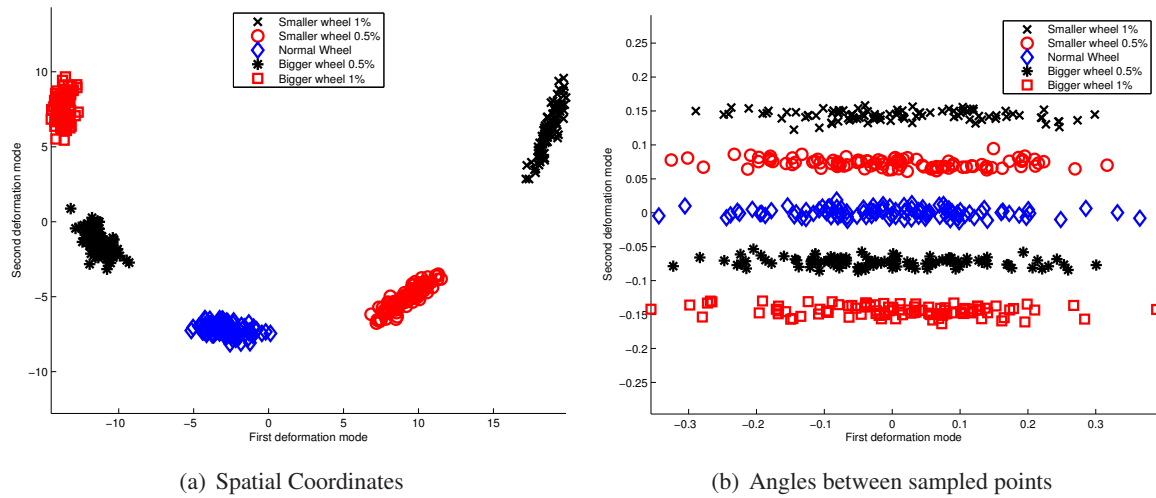 Smaller wheel 1%
Smaller wheel 0.5%
Normal Wheel
Bigger wheel 0.5%
Bigger wheel 1%
10
5
0
−5
−10
Second deformation mode
−10 −5 0 5 10 15
First deformation mode
(a) Spatial Coordinates
Smaller wheel 1%
Smaller wheel 0.5%
Normal Wheel
Bigger wheel 0.5%
Bigger wheel 1%
0.25
0.2
0.15
0.1
0.05
0
−0.05
−0.1
−0.15
−0.2
−0.25
Second deformation mode
−0.3 −0.2 −0.1 0 0.1 0.2 0.3
First deformation mode
(b) Angles between sampled points